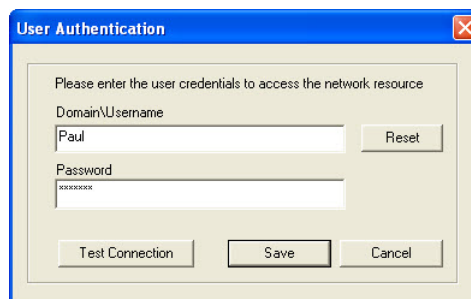 User Authentication
Please enter the user credentials to access the network resource
Domain\Username
Paul
Reset
Password
xxxxxxx
Test Connection
Save
Cancel